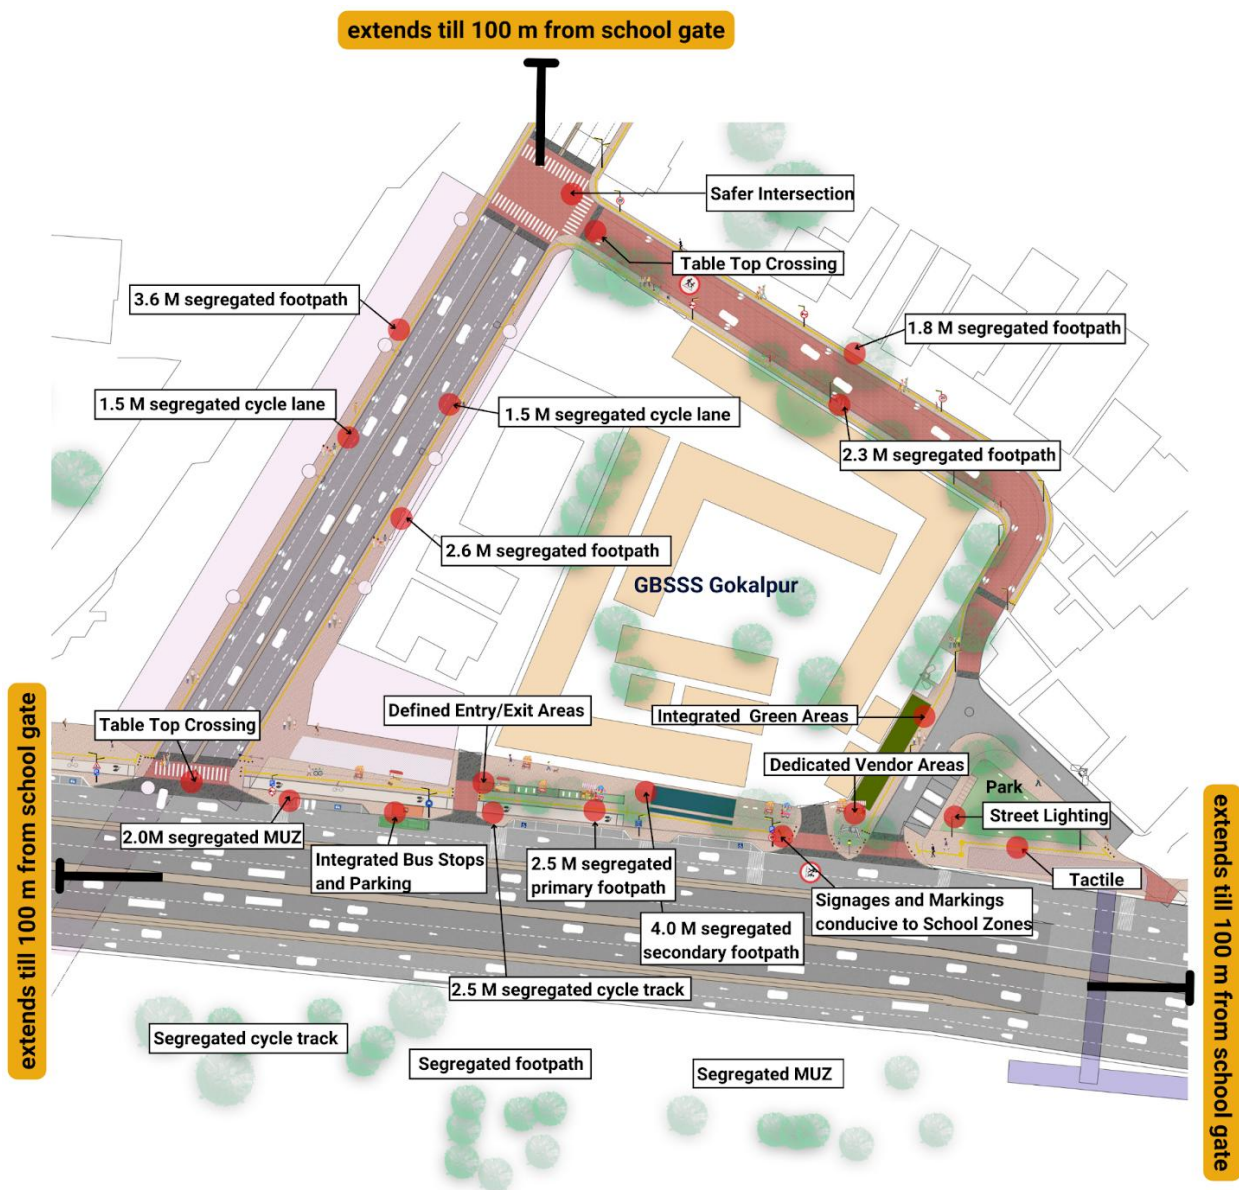 extends till 100 m from school gate
Safer Intersection
Table Top Crossing
3.6 M segregated footpath
1.8 M segregated footpath
1.5 M segregated cycle lane
1.5 M segregated cycle lane
2.3 M segregated footpath
2.6 M segregated footpath
GBSSS Gokalpur
extends till 100 m from school gate
Table Top Crossing
Defined Entry/Exit Areas
Integrated Green Areas
Dedicated Vendor Areas
Park
Street Lighting
2.0M segregated MUZ
Integrated Bus Stops
and Parking
2.5 M segregated
primary footpath
Tactile
Signages and Markings
conducive to School Zones
4.0 M segregated
secondary footpath
2.5 M segregated cycle track
extends till 100 m from school gate
Segregated cycle track
Segregated footpath
Segregated MUZ